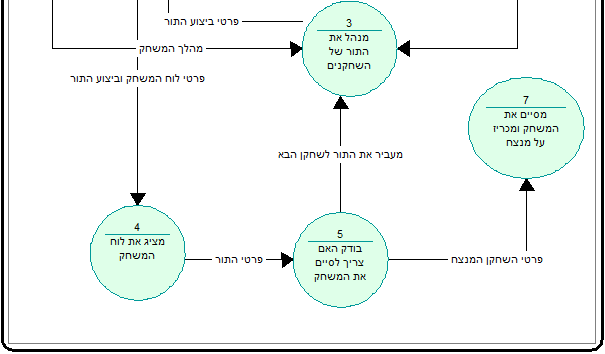 פרטי ביצוע התור
3
מנהל את
התור של
השחקנים
מהלך המשחק
פרטי לוח המשחק וביצוע התור
7
מסיים את
המשחק ומכריז
על מנצח
מעביר את התור לשחקן הבא
4
מציג את לוח
המשחק
פרטי התור
5
בודק האם
צריך לסיים
את המשחק
פרטי השחקן המנצח